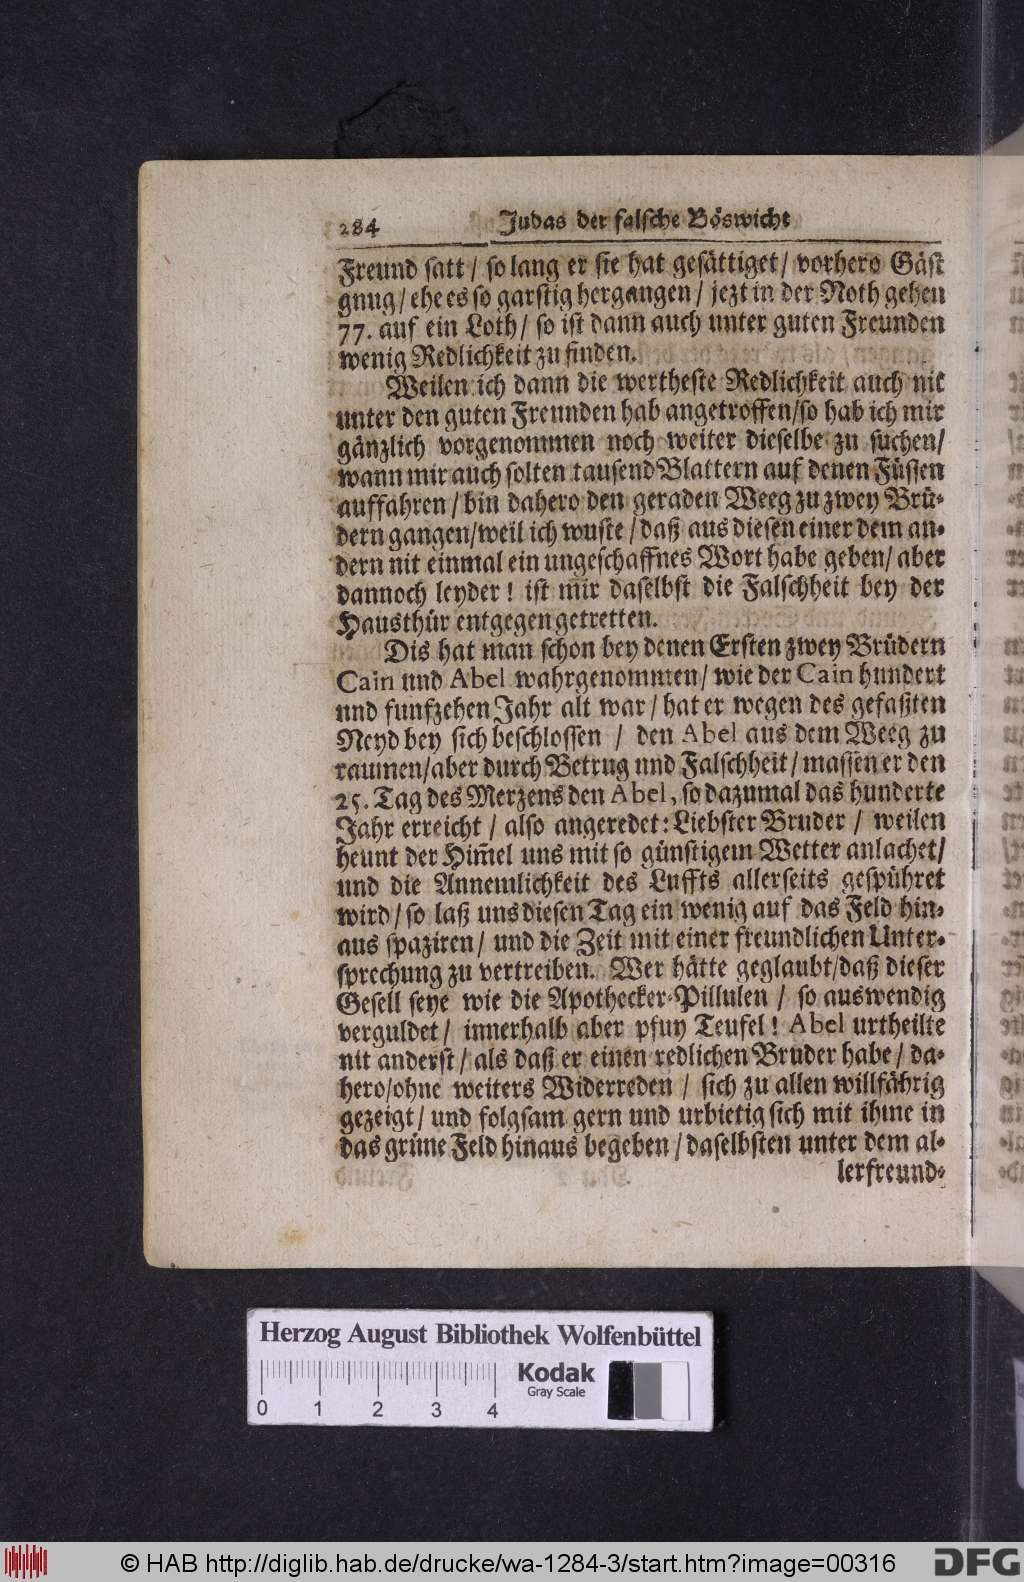 284 Judas der falsche Böswicht
Freund satt / so lang er sie hat gesättiget / vorhero Gäst
gnug / ehe es so garstig hergangen / jezt in der Noth gehen
77. auf ein Loth / so ist dann auch unter guten Freunden
wenig Redlichkeit zu finden.
Weilen ich dann die wertheste Redlichkeit auch nit
unter den guten Freunden hab angetroffen/so hab ich mir
gänzlich vorgenommen noch weiter dieselbe zu suchen/
wann mir auch solten tausend Blattern auf denen Füssen
auffahren / bin dahero den geraden Weeg zu zwey Brü-
dern gangen/weil ich wuste / daß aus diesen einer dem an-
dern nit einmal ein ungeschaffnes Wort habe geben/ aber
dannoch leyder! ist mir daselbst die Falschheit bey der
Hausthür entgegen getretten.
Dis hat man schon bey denen Ersten zwey Brüdern
Cain und Abel wahrgenommen/ wie der Cain hundert
und funfzehen Jahr alt war / hat er wegen des gefaßten
Neyd bey sich beschlossen / den Abel aus dem Weeg zu
raumen/aber durch Betrug und Falschheit/ massen er den
25. Tag des Merzens den Abel, so dazumal das hunderte
Jahr erreicht / also angeredet: Liebster Bruder / weilen
heunt der Him̃el uns mit so günstigem Wetter anlachet/
und die Annemlichkeit des Luffts allerseits gespühret
wird/ so laß uns diesen Tag ein wenig auf das Feld hin-
aus spaziren/ und die Zeit mit einer freundlichen Unter-
sprechung zu vertreiben. Wer hätte geglaubt/daß dieser
Gesell seye wie die Apothecker-Pillulen / so auswendig
verguldet/ innerhalb aber pfuy Teufel! Abel urtheilte
nit anderst/ als daß er einen redlichen Bruder habe/ da-
hero/ohne weiters Widerreden / sich zu allen willfährig
gezeigt/ und folgsam gern und urbietig sich mit ihme in
das grüne Feld hinaus begeben / daselbsten unter dem al-
lerfreund-
Herzog August Bibliothek Wolfenbüttel
Kodak
Gray Scale
0 1 2 3 4
© HAB http://diglib.hab.de/drucke/wa-1284-3/start.htm?image=00316
DFG